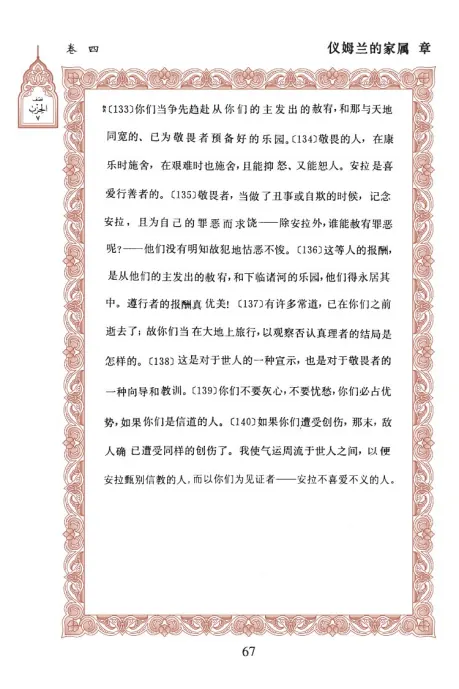 卷 四
仪姆兰的家属 章
نصف
الحزب
٧
۞(133)你们当争先趋赴从你们的主发出的赦宥,和那与天地
同宽的、已为敬畏者预备好的乐园。(134)敬畏的人,在康
乐时施舍,在艰难时也施舍,且能抑怒、又能恕人。安拉是喜
爱行善者的。(135)敬畏者,当做了丑事或自欺的时候,记念
安拉,且为自己的罪恶而求饶——除安拉外,谁能赦宥罪恶
呢?——他们没有明知故犯地怙恶不悛。(136)这等人的报酬,
是从他们的主发出的赦宥,和下临诸河的乐园,他们得永居其
中。遵行者的报酬真优美!(137)有许多常道,已在你们之前
逝去了;故你们当在大地上旅行,以观察否认真理者的结局是
怎样的。(138)这是对于世人的一种宣示,也是对于敬畏者的
一种向导和教训。(139)你们不要灰心,不要忧愁,你们必占优
势,如果你们是信道的人。(140)如果你们遭受创伤,那末,敌
人确已遭受同样的创伤了。我使气运周流于世人之间,以便
安拉甄别信教的人,而以你们为见证者——安拉不喜爱不义的人。
67